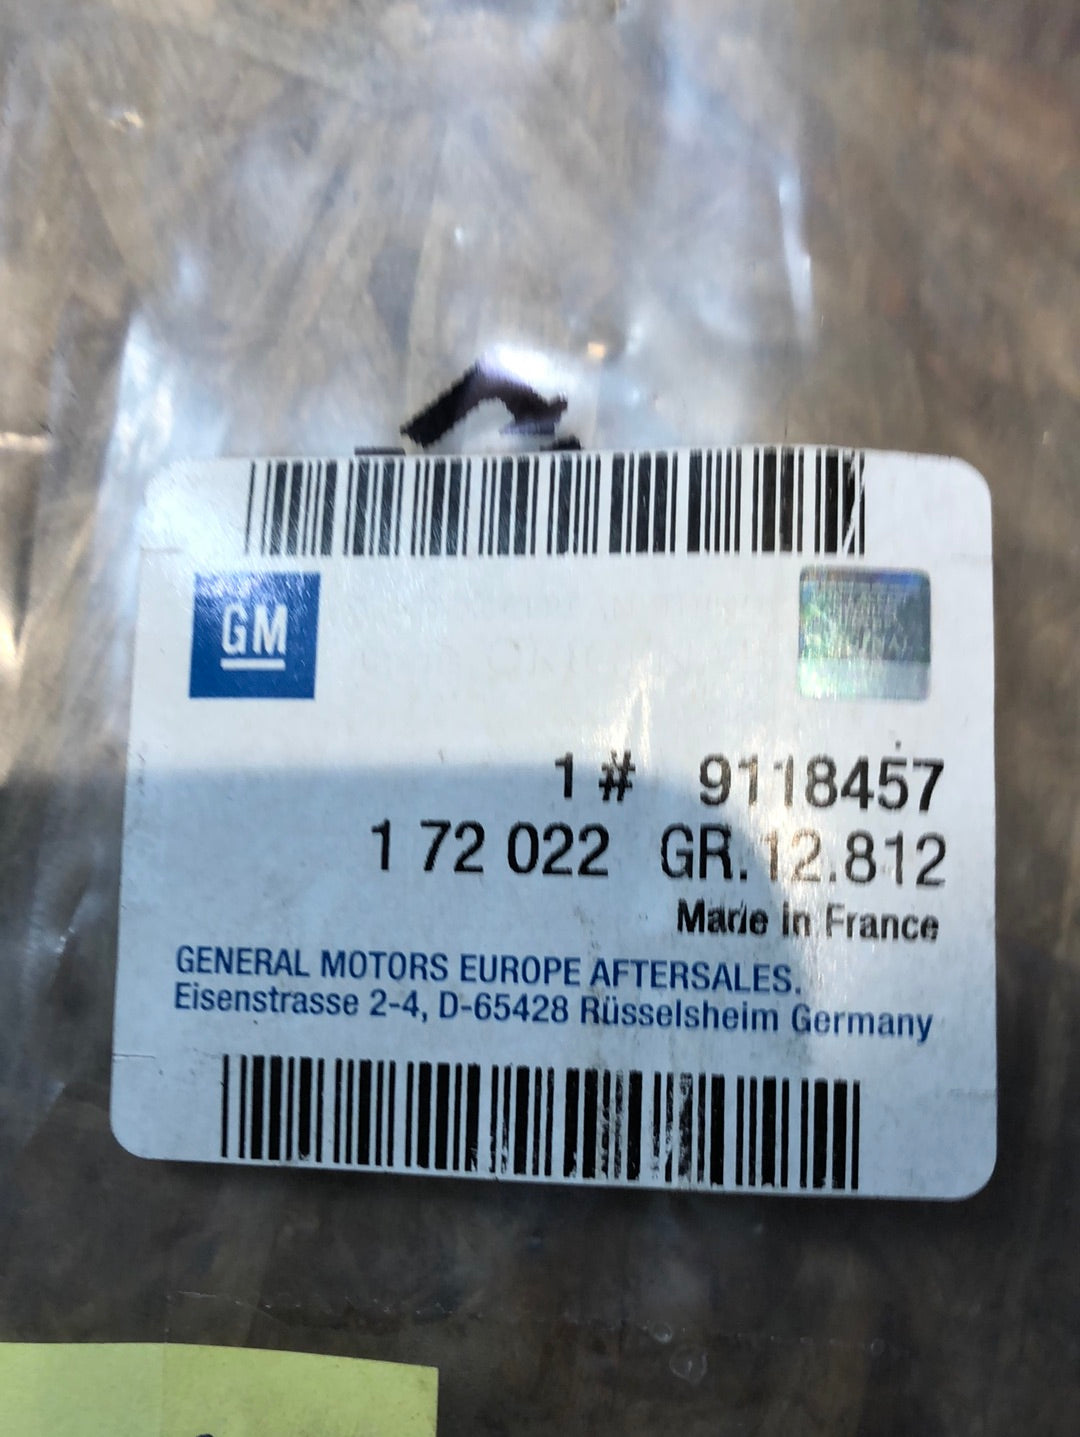 GM
1 # 9118457
1 72 022 GR. 12.812
Made in France
GENERAL MOTORS EUROPE AFTERSALES.
Eisenstrasse 2-4, D-65428 Rüsselsheim Germany